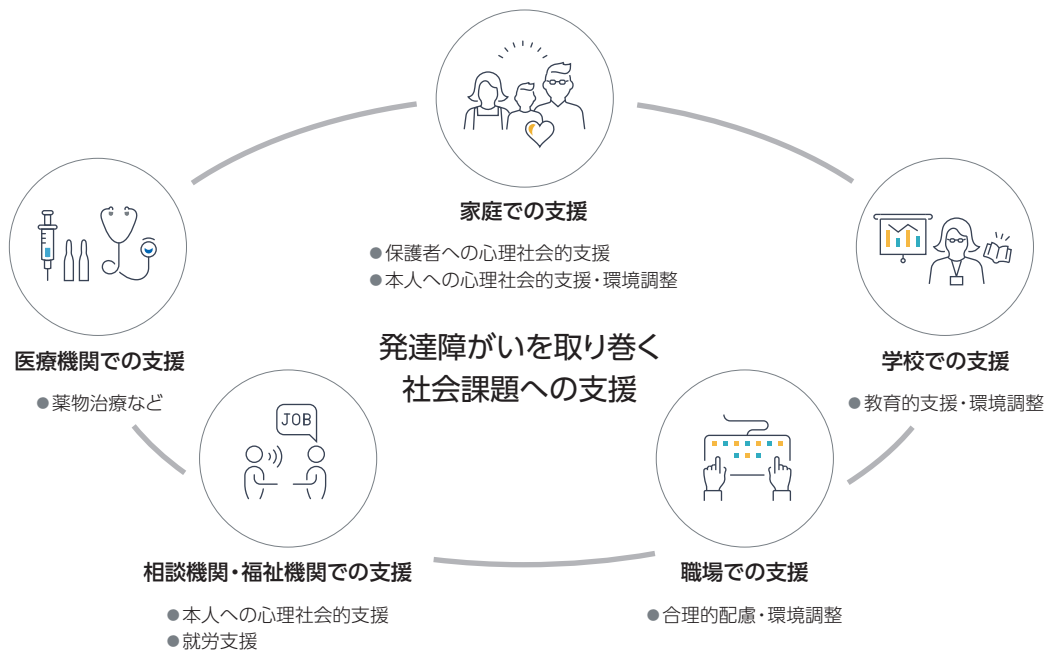 家庭での支援
●保護者への心理社会的支援
●本人への心理社会的支援・環境調整
医療機関での支援
●薬物治療など
発達障がいを取り巻く
社会課題への支援
学校での支援
●教育的支援・環境調整
JOB
相談機関・福祉機関での支援
●本人への心理社会的支援
●就労支援
職場での支援
●合理的配慮・環境調整